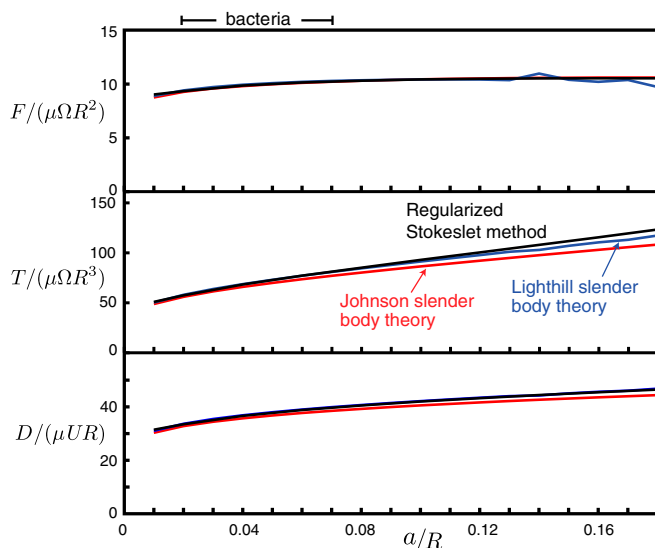 bacteria
15
10
5
0
F/(μΩR²)
150
100
50
0
T/(μΩR³)
Regularized
Stokeslet method
Johnson slender
body theory
Lighthill slender
body theory
40
20
0
D/(μUR)
0 0.04 0.08 0.12 0.16
a/R